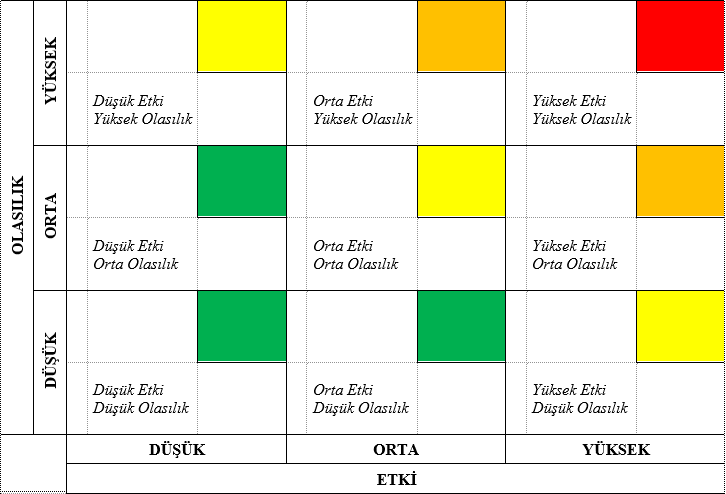 OLASILIK
YÜKSEK
Düşük Etki
Yüksek Olasılık
Orta Etki
Yüksek Olasılık
Yüksek Etki
Yüksek Olasılık
ORTA
Düşük Etki
Orta Olasılık
Orta Etki
Orta Olasılık
Yüksek Etki
Orta Olasılık
DÜŞÜK
Düşük Etki
Düşük Olasılık
Orta Etki
Düşük Olasılık
Yüksek Etki
Düşük Olasılık
DÜŞÜK
ORTA
YÜKSEK
ETKİ